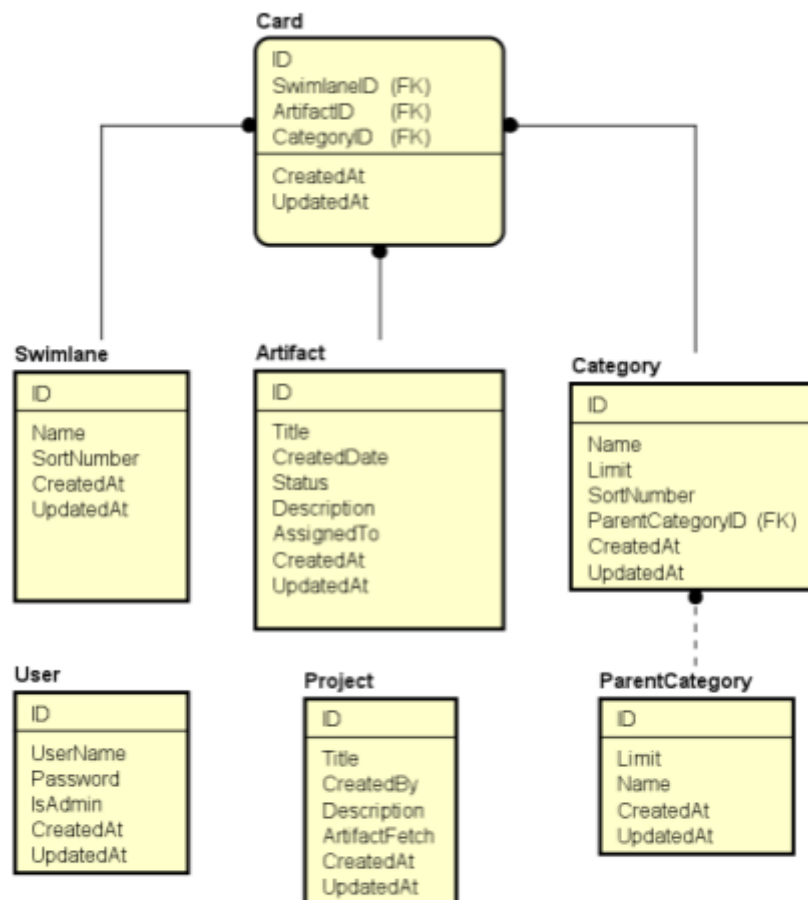 Card
ID
SwimlaneID (FK)
ArtifactID (FK)
CategoryID (FK)
CreatedAt
UpdatedAt
Swimlane
ID
Name
SortNumber
CreatedAt
UpdatedAt
Artifact
ID
Title
CreatedDate
Status
Description
AssignedTo
CreatedAt
UpdatedAt
Category
ID
Name
Limit
SortNumber
ParentCategoryID (FK)
CreatedAt
UpdatedAt
User
ID
UserName
Password
IsAdmin
CreatedAt
UpdatedAt
Project
ID
Title
CreatedBy
Description
ArtifactFetch
CreatedAt
UpdatedAt
ParentCategory
ID
Limit
Name
CreatedAt
UpdatedAt